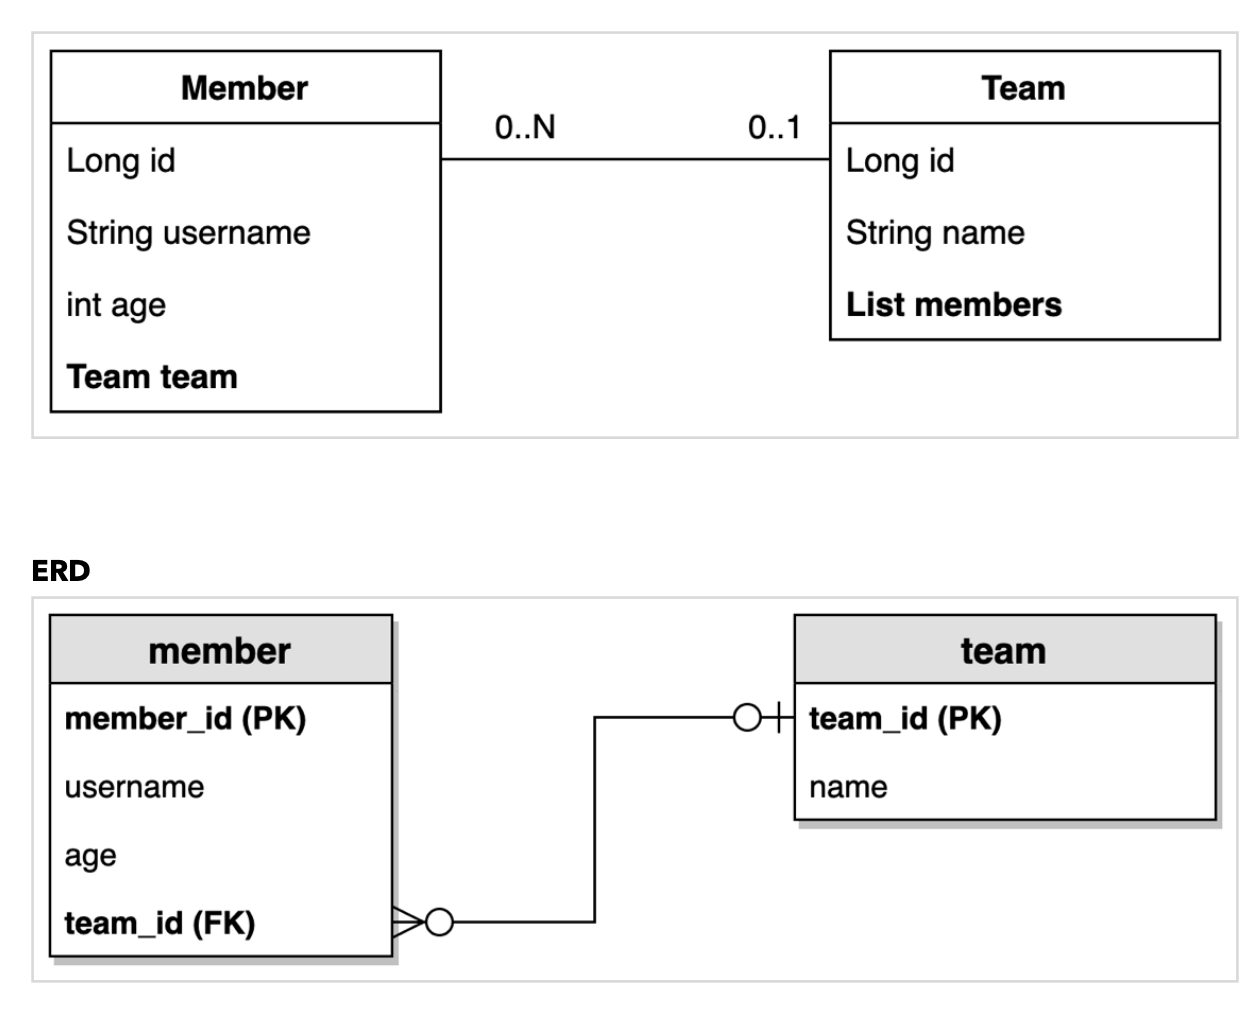 Member
Long id
String username
int age
Team team
0..N
0..1
Team
Long id
String name
List members
ERD
member
member_id (PK)
username
age
team_id (FK)
team
team_id (PK)
name